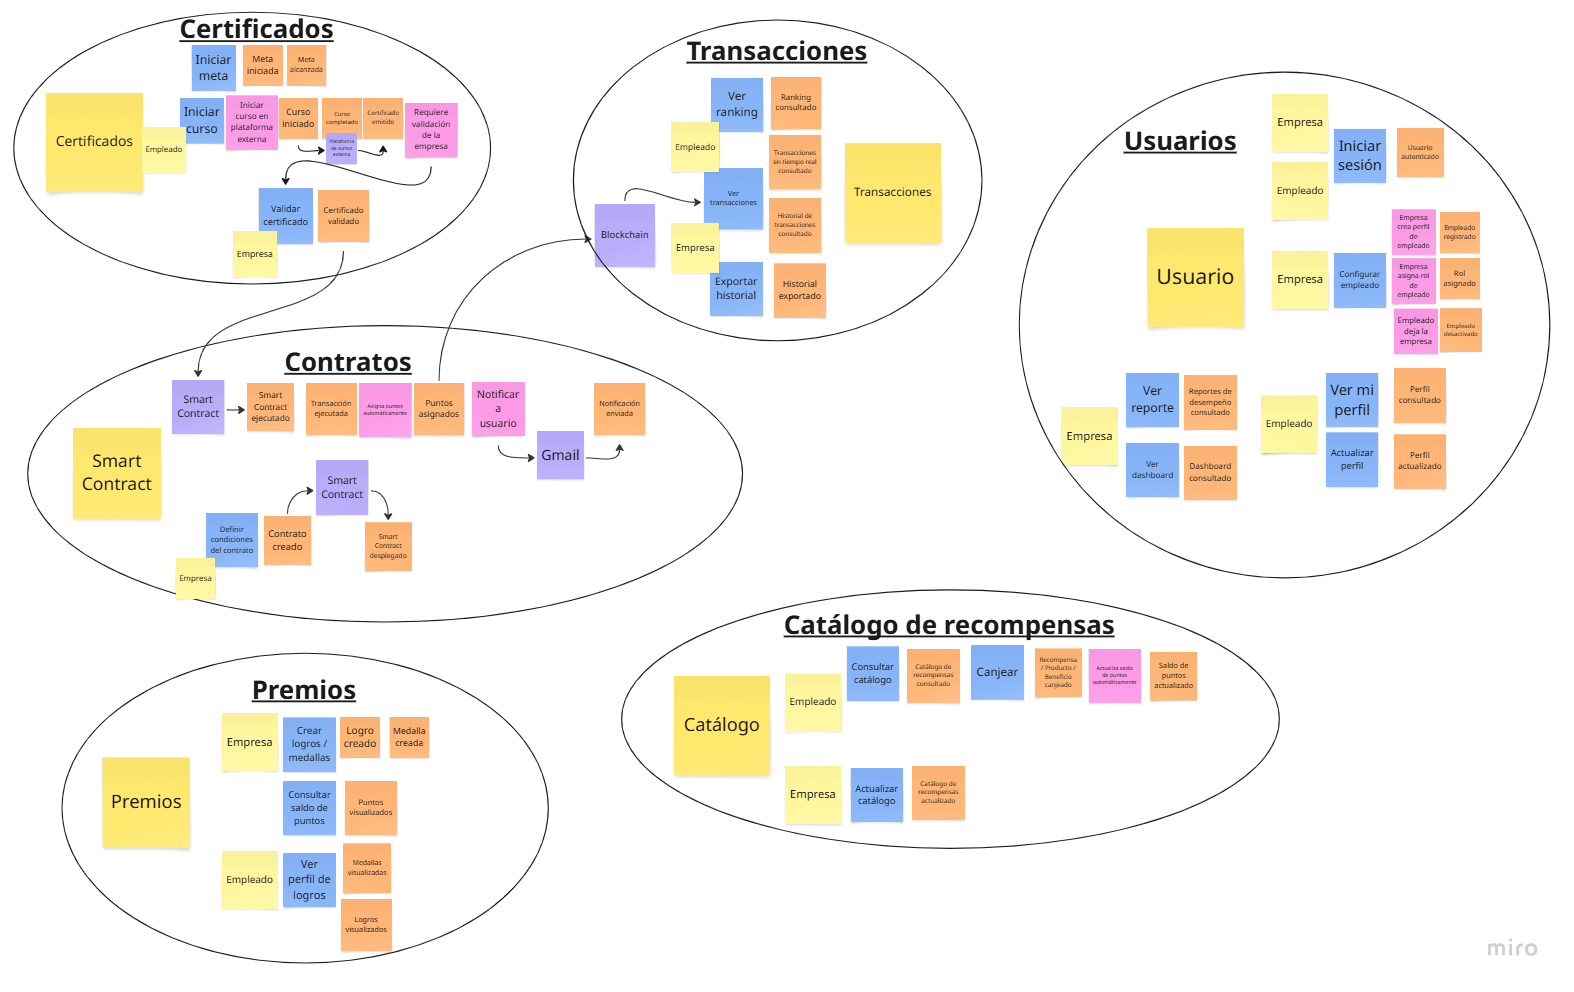 Certificados
Iniciar
meta
Meta
iniciada
Meta
alcanzada
Certificados
Empleado
Iniciar
curso
Iniciar
curso en
plataforma
externa
Curso
iniciado
Curso
completado
Plataforma
de cursos
externa
Certificado
emitido
Requiere
validación
de la
empresa
Validar
certificado
Certificado
validado
Empresa
Transacciones
Ver
ranking
Ranking
consultado
Empleado
Transacciones
en tiempo real
consultado
Ver
transacciones
Transacciones
Blockchain
Historial de
transacciones
consultado
Empresa
Exportar
historial
Historial
exportado
Usuarios
Empresa
Iniciar
sesión
Usuario
autenticado
Empleado
Usuario
Empresa
Configurar
empleado
Empresa
crea perfil
de
empleado
Empleado
registrado
Empresa
asigna rol
de
empleado
Rol
asignado
Empleado
deja la
empresa
Empleado
desactivado
Ver
reporte
Reportes de
desempeño
consultado
Empresa
Ver
dashboard
Dashboard
consultado
Empleado
Ver mi
perfil
Perfil
consultado
Actualizar
perfil
Perfil
actualizado
Contratos
Smart
Contract
Smart
Contract
ejecutado
Transacción
ejecutada
Asigna puntos
automáticamente
Puntos
asignados
Notificar
a
usuario
Gmail
Notificación
enviada
Smart
Contract
Smart
Contract
Definir
condiciones
del contrato
Contrato
creado
Smart
Contract
desplegado
Empresa
Catálogo de recompensas
Consultar
catálogo
Catálogo de
recompensas
consultado
Canjear
Recompensa
/ Producto /
Beneficio
canjeado
Actualiza saldo
de puntos
automáticamente
Saldo de
puntos
actualizado
Empleado
Catálogo
Empresa
Actualizar
catálogo
Catálogo de
recompensas
actualizado
Premios
Empresa
Crear
logros /
medallas
Logro
creado
Medalla
creada
Premios
Consultar
saldo de
puntos
Puntos
visualizados
Empleado
Ver
perfil de
logros
Medallas
visualizadas
Logros
visualizados
miro